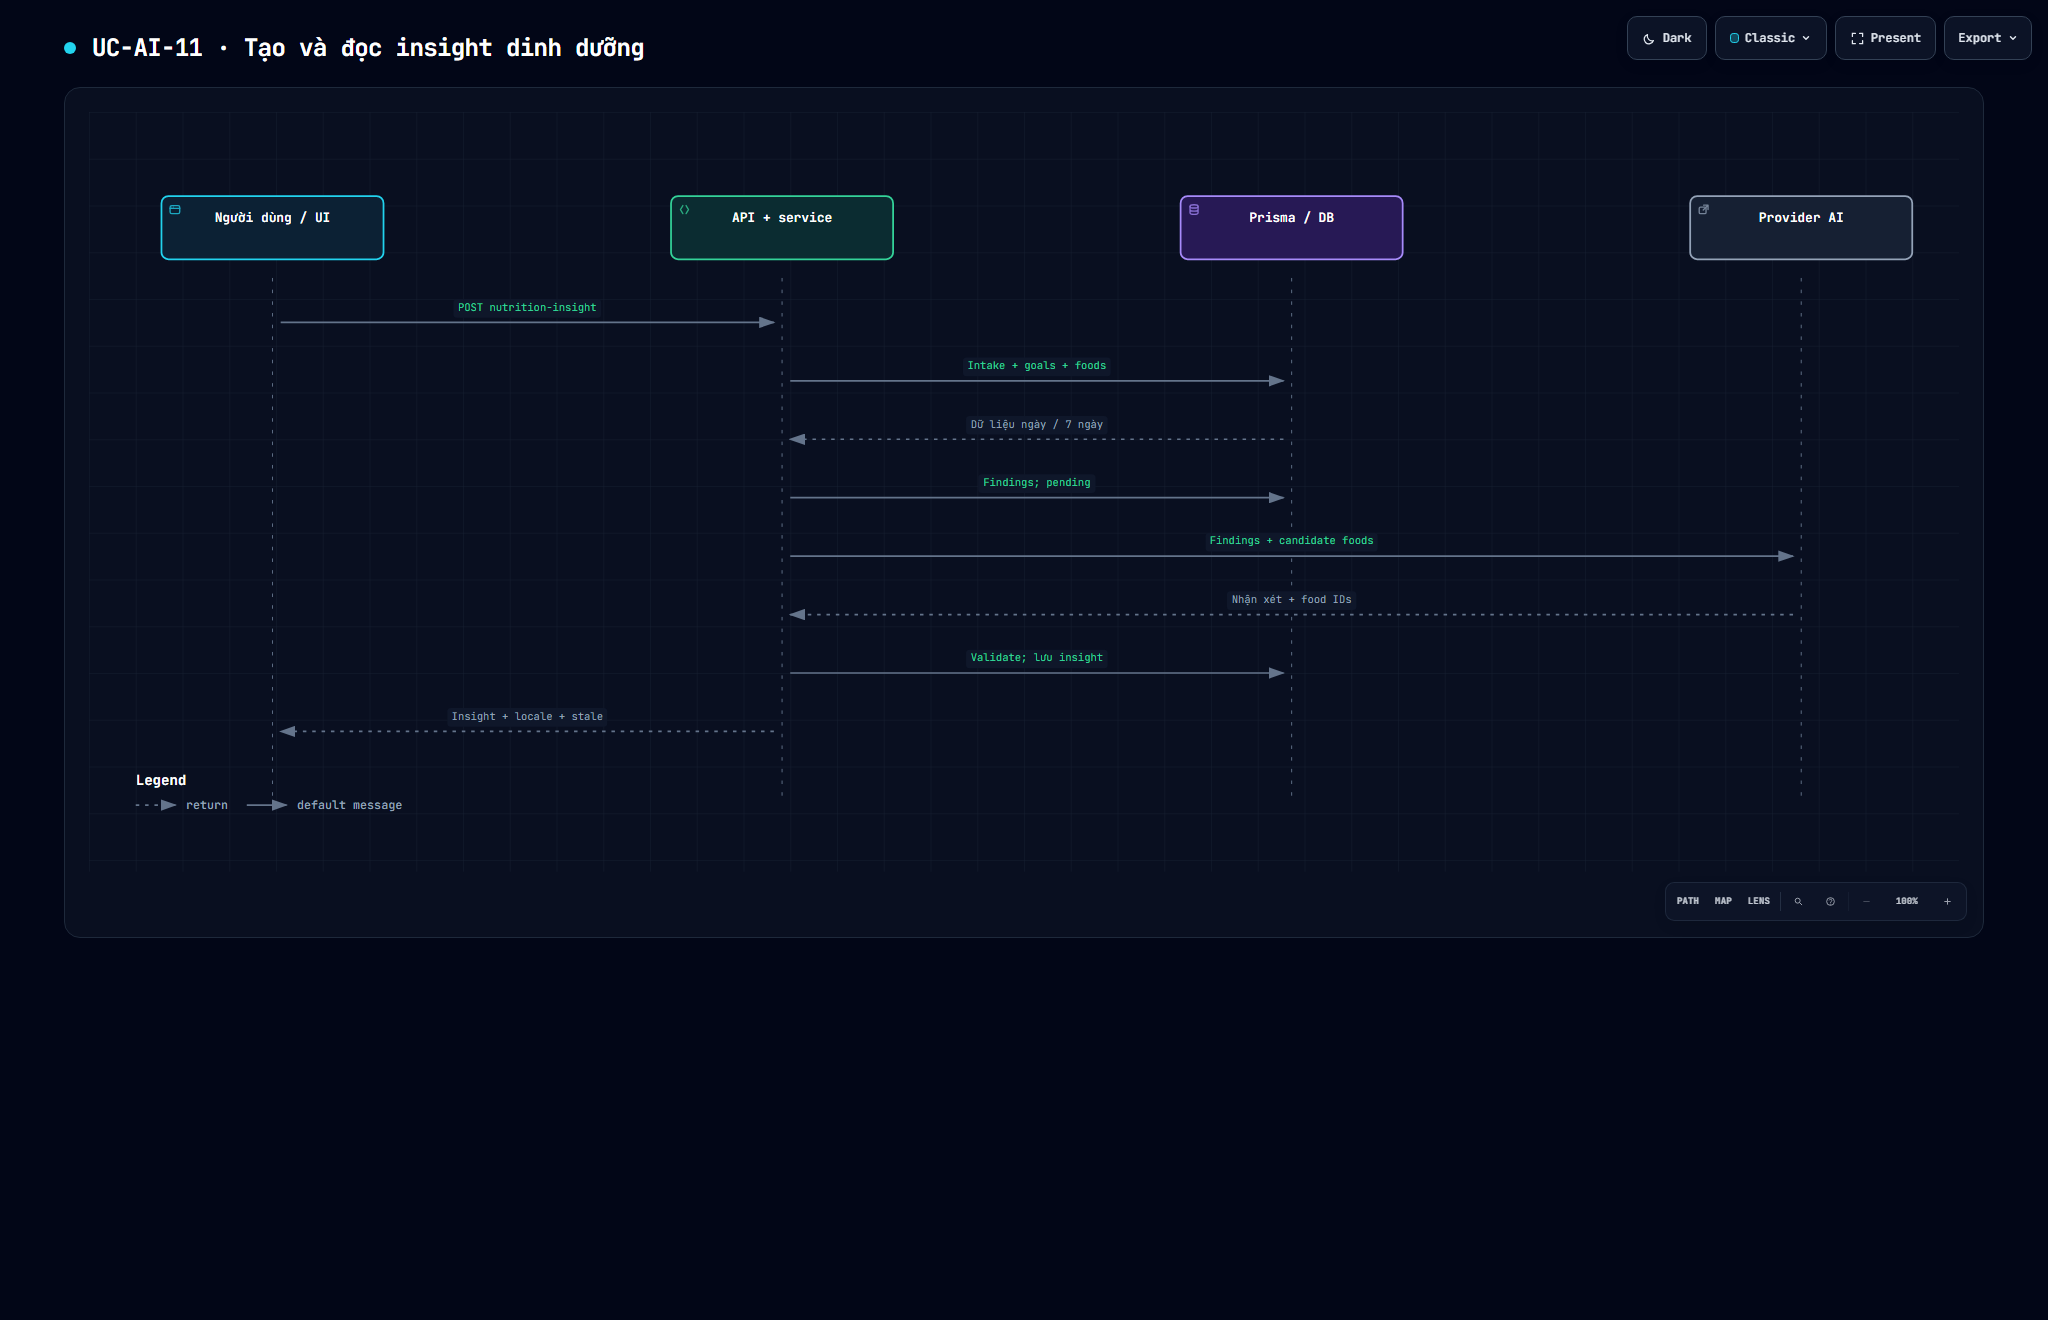 UC-AI-11 · Tạo và đọc insight dinh dưỡng
Dark
Classic
Present
Export
Người dùng / UI
API + service
Prisma / DB
Provider AI
POST nutrition-insight
Intake + goals + foods
Dữ liệu ngày / 7 ngày
Findings; pending
Findings + candidate foods
Nhận xét + food IDs
Validate; lưu insight
Insight + locale + stale
Legend
return
default message
PATH
MAP
LENS
100%